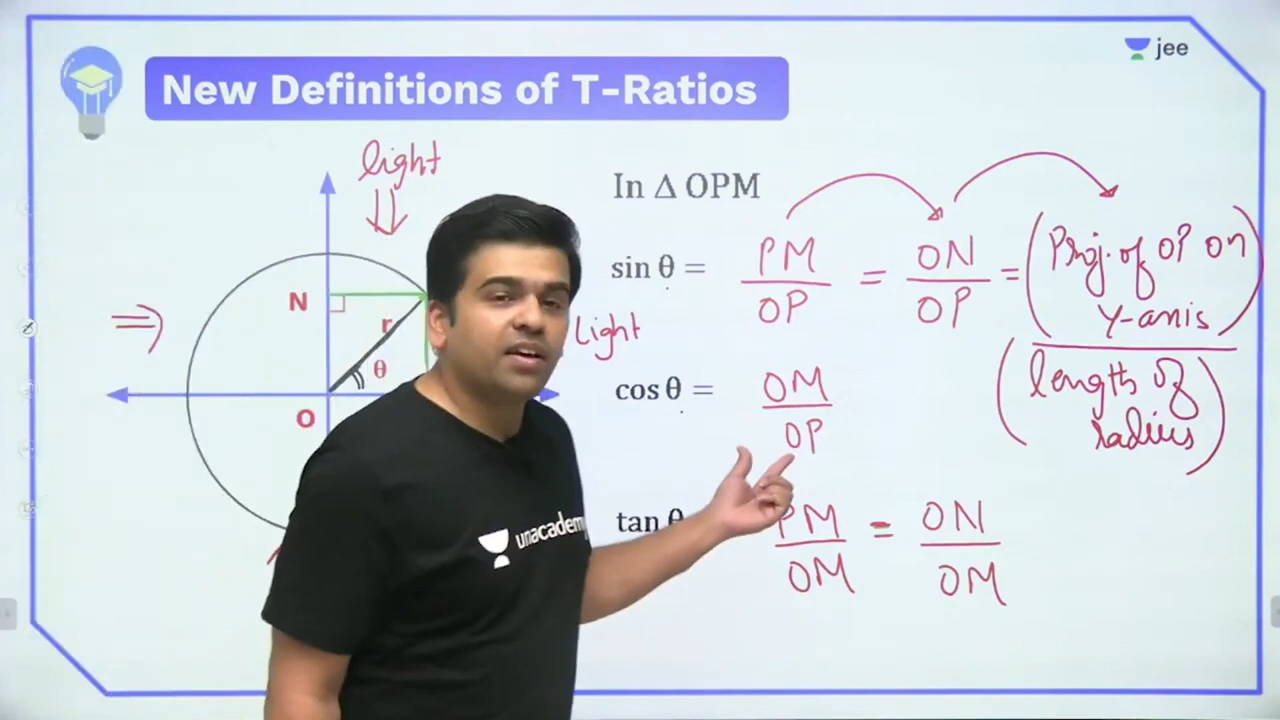 jee
New Definitions of T-Ratios
light
In Δ OPM
sin θ = PM/OP = ON/OP = (Proj. of OP on Y-axis)/(length of radius)
N
r
θ
light
O
cos θ = OM/OP
tan θ PM/OM = ON/OM
unacademy